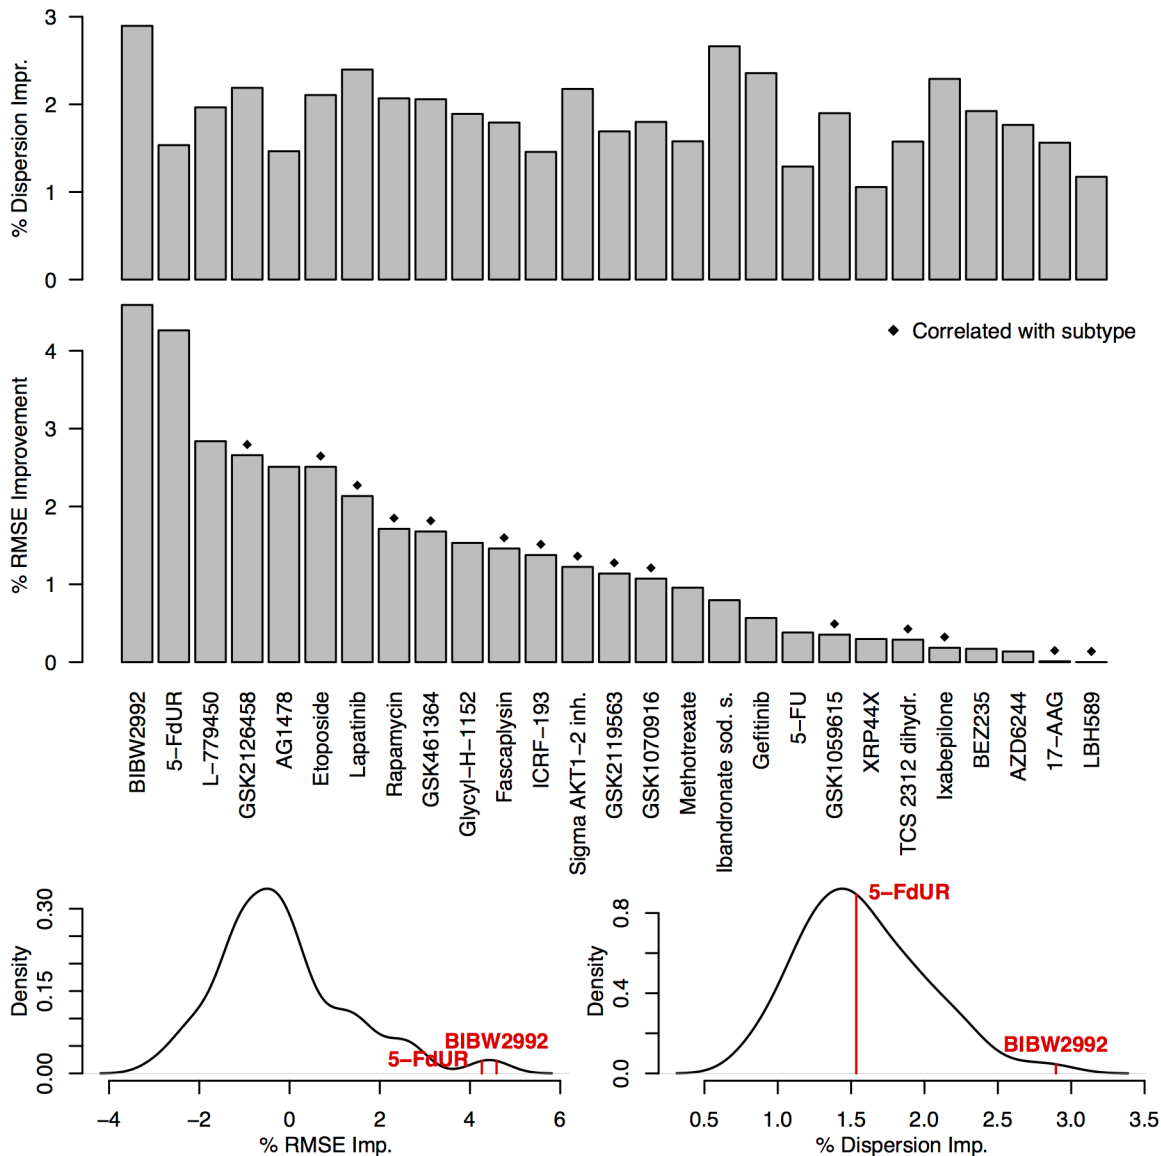 % Dispersion Impr.
3
2
1
0
% RMSE Improvement
4
3
2
1
0
◆ Correlated with subtype
BIBW2992
5−FdUR
L−779450
GSK2126458
AG1478
Etoposide
Lapatinib
Rapamycin
GSK461364
Glycyl−H−1152
Fascaplysin
ICRF−193
Sigma AKT1−2 inh.
GSK2119563
GSK1070916
Methotrexate
Ibandronate sod. s.
Gefitinib
5−FU
GSK1059615
XRP44X
TCS 2312 dihydr.
Ixabepilone
BEZ235
AZD6244
17−AAG
LBH589
Density
0.30
0.15
0.00
BIBW2992
5−FdUR
−4 −2 0 2 4 6
% RMSE Imp.
Density
0.8
0.4
0.0
5−FdUR
BIBW2992
0.5 1.0 1.5 2.0 2.5 3.0 3.5
% Dispersion Imp.